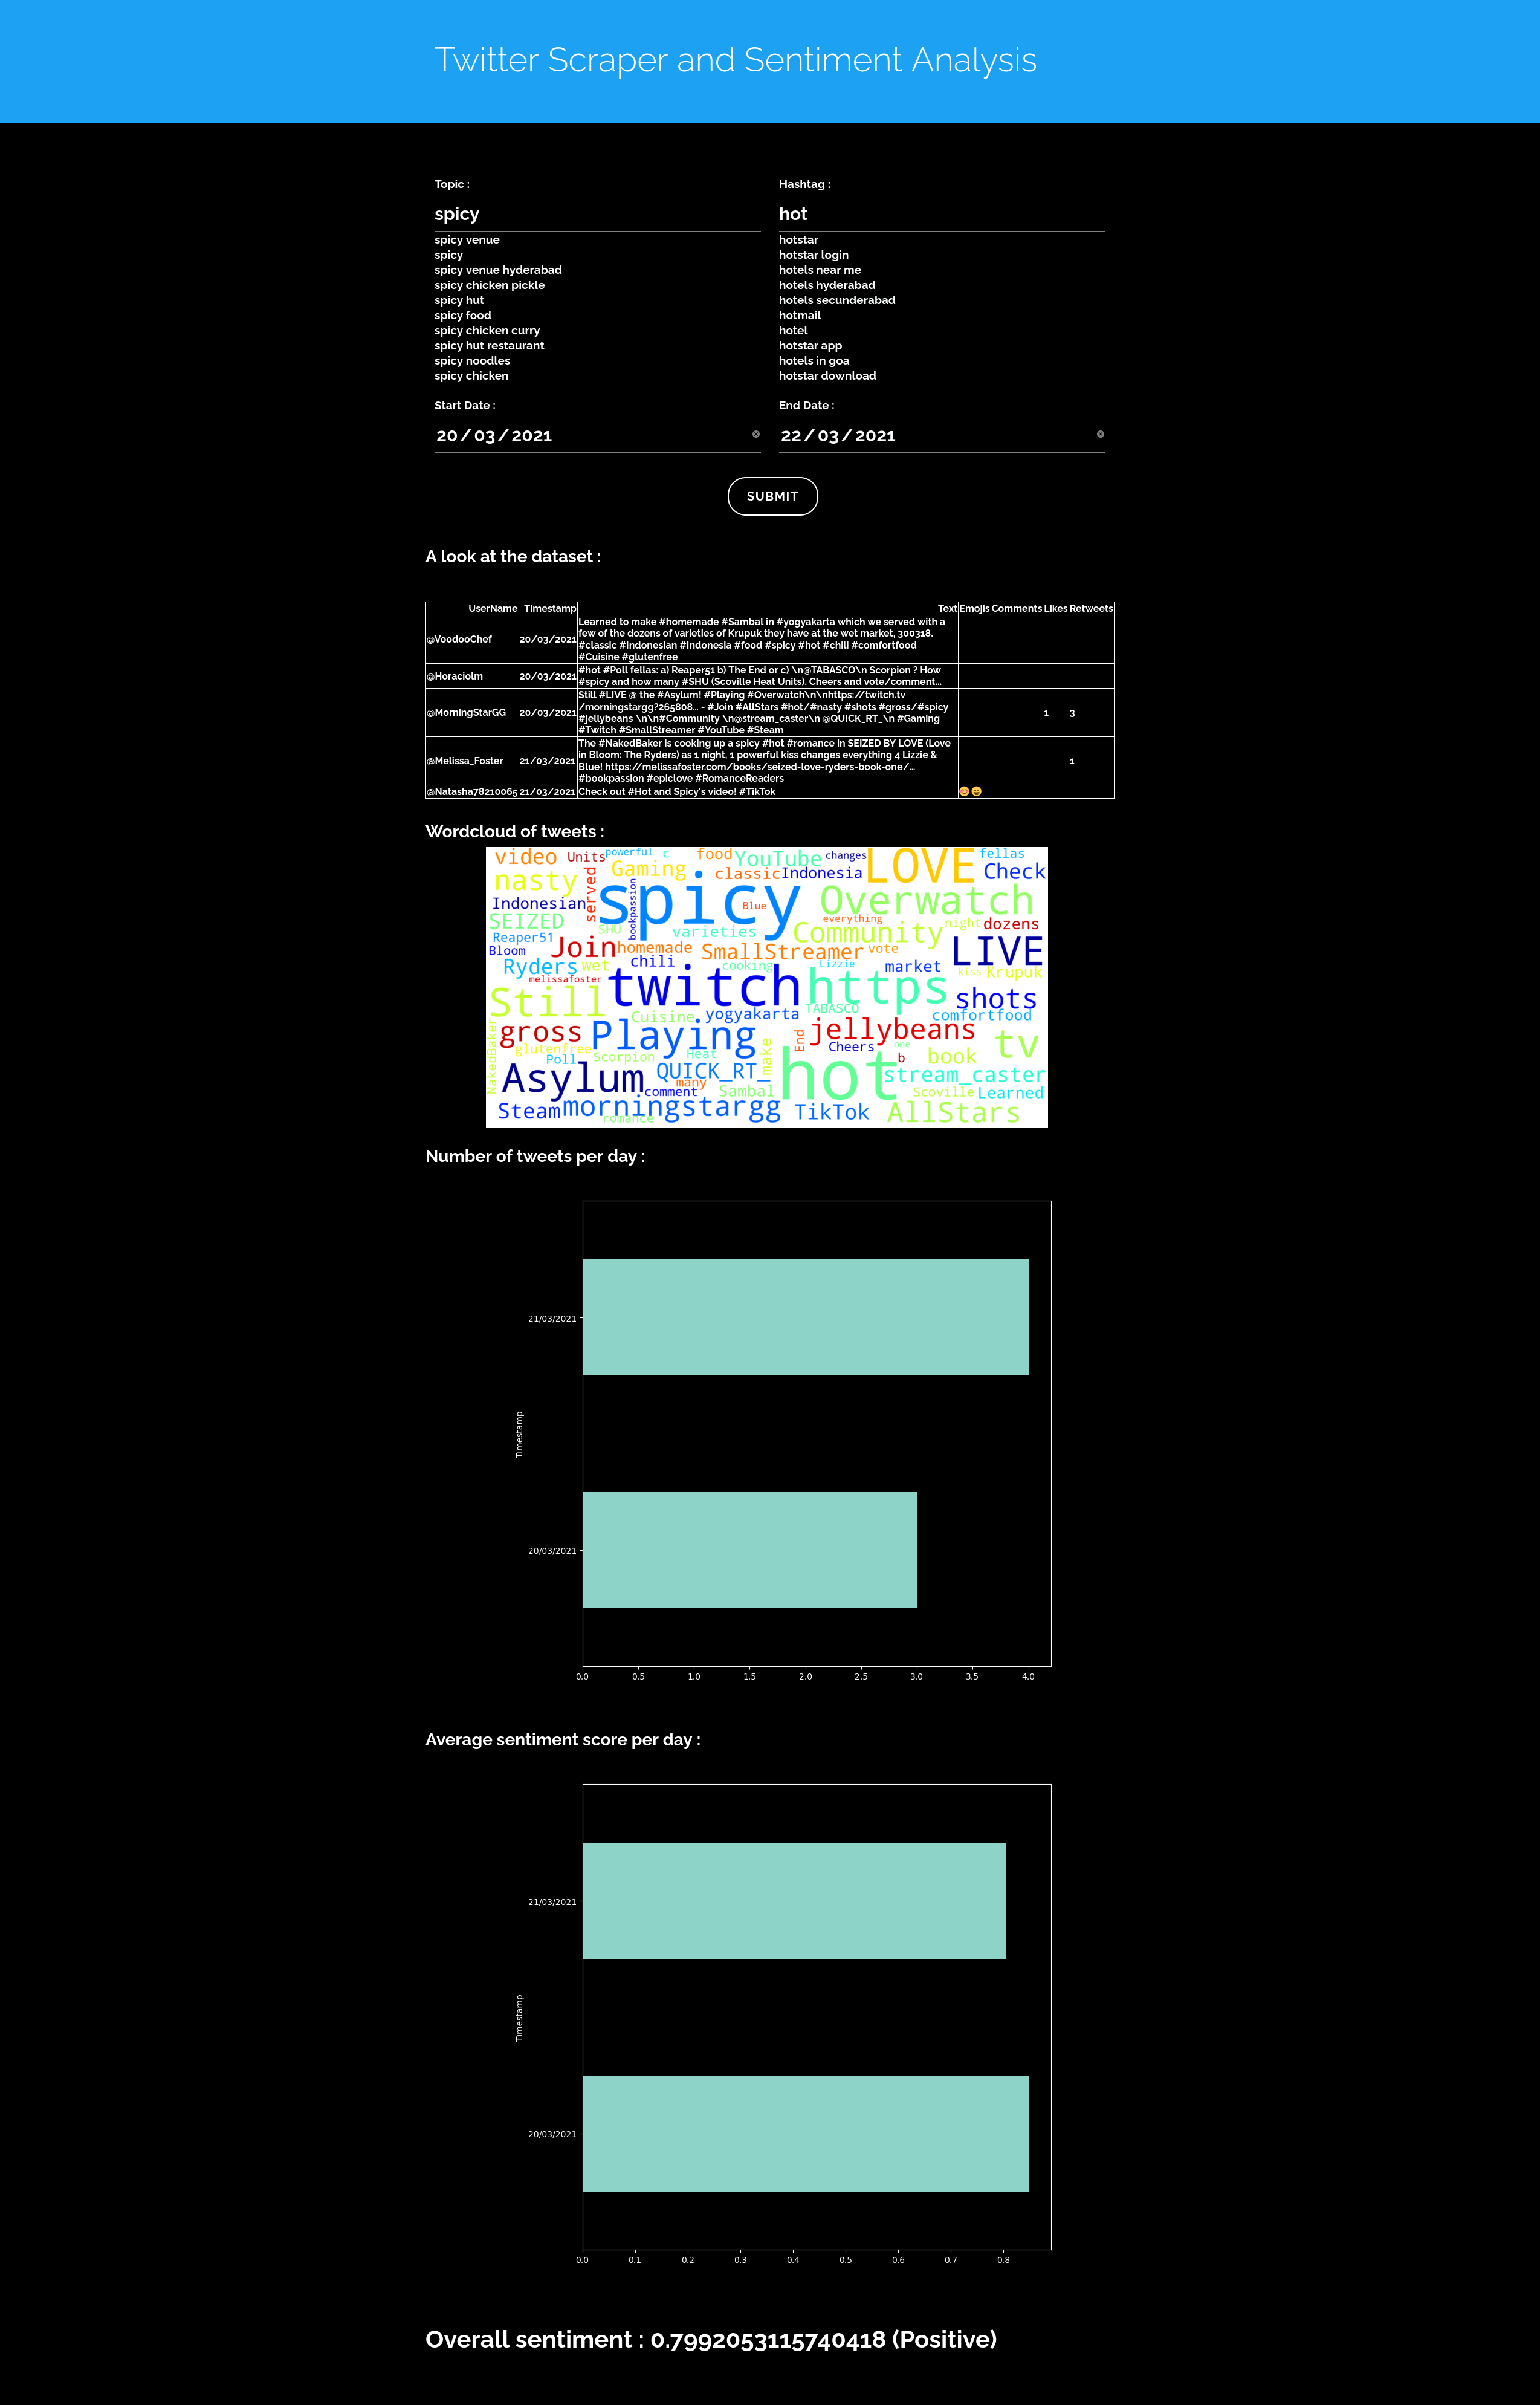 Twitter Scraper and Sentiment Analysis
Topic :
spicy
spicy venue
spicy
spicy venue hyderabad
spicy chicken pickle
spicy hut
spicy food
spicy chicken curry
spicy hut restaurant
spicy noodles
spicy chicken
Hashtag :
hot
hotstar
hotstar login
hotels near me
hotels hyderabad
hotels secunderabad
hotmail
hotel
hotstar app
hotels in goa
hotstar download
Start Date :
20/03/2021
End Date :
22/03/2021
SUBMIT
A look at the dataset :
UserName Timestamp Text Emojis Comments Likes Retweets
@VoodooChef 20/03/2021
Learned to make #homemade #Sambal in #yogyakarta which we served with a
few of the dozens of varieties of Krupuk they have at the wet market, 300318.
#classic #Indonesian #Indonesia #food #spicy #hot #chili #comfortfood
#Cuisine #glutenfree
@Horaciolm 20/03/2021
#hot #Poll fellas: a) Reaper51 b) The End or c) \n@TABASCO\n Scorpion ? How
#spicy and how many #SHU (Scoville Heat Units). Cheers and vote/comment...
@MorningStarGG 20/03/2021
Still #LIVE @ the #Asylum! #Playing #Overwatch\n\nhttps://twitch.tv
/morningstargg?265808... - #Join #AllStars #hot/#nasty #shots #gross/#spicy
#jellybeans \n\n#Community \n@stream_caster\n @QUICK_RT_\n #Gaming
#Twitch #SmallStreamer #YouTube #Steam
1 3
@Melissa_Foster 21/03/2021
The #NakedBaker is cooking up a spicy #hot #romance in SEIZED BY LOVE (Love
in Bloom: The Ryders) as 1 night, 1 powerful kiss changes everything 4 Lizzie &
Blue! https://melissafoster.com/books/seized-love-ryders-book-one/...
#bookpassion #epiclove #RomanceReaders
1
@Natasha78210065 21/03/2021 Check out #Hot and Spicy's video! #TikTok
Wordcloud of tweets :
video Units powerful c food YouTube changes LOVE fellas
nasty served Gaming classic Indonesia Check
Indonesian bookpassion spicy Blue Overwatch
SEIZED SHU varieties everything Community night dozens
Reaper51 Join homemade SmallStreamer vote LIVE
Bloom Ryders wet chili cooking Lizzie market kiss Krupuk
melissafoster twitch https shots
Still Cuisine yogyakarta TABASCO comfortfood
NakedBaker gross Playing make End jellybeans tv
glutenfree Poll Scorpion Heat Cheers one b book
Asylum QUICK_RT_ many hot stream_caster
comment Sambal Scoville Learned
Steam morningstargg TikTok AllStars
romance
Number of tweets per day :
21/03/2021
Timestamp
20/03/2021
0.0 0.5 1.0 1.5 2.0 2.5 3.0 3.5 4.0
Average sentiment score per day :
21/03/2021
Timestamp
20/03/2021
0.0 0.1 0.2 0.3 0.4 0.5 0.6 0.7 0.8
Overall sentiment : 0.7992053115740418 (Positive)